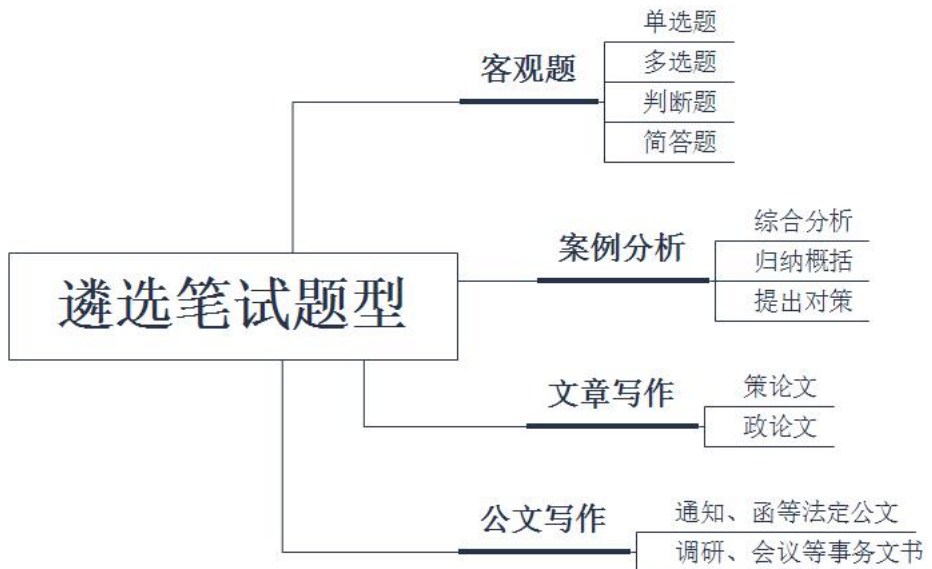 遴选笔试题型
客观题
单选题
多选题
判断题
简答题
案例分析
综合分析
归纳概括
提出对策
文章写作
策论文
政论文
公文写作
通知、函等法定公文
调研、会议等事务文书